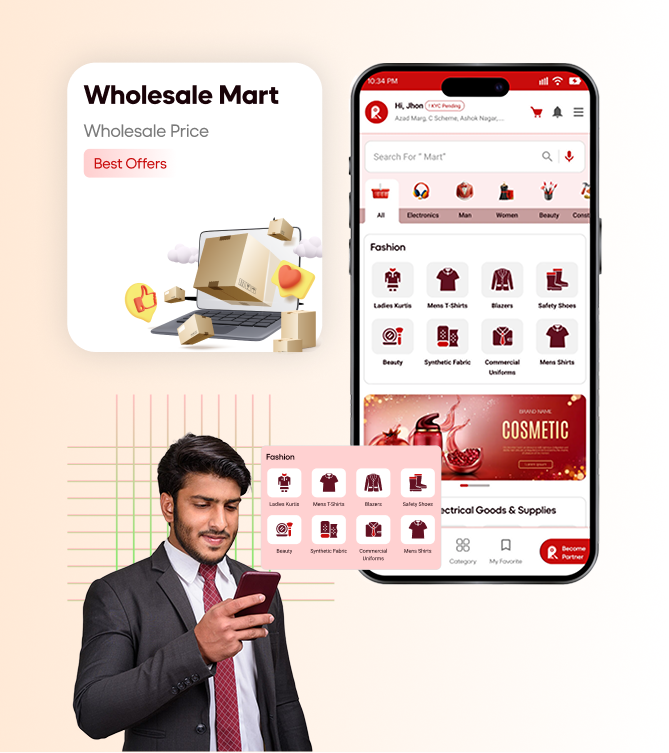 Wholesale Mart
Wholesale Price
Best Offers
10:34 PM
Hi, Jhon
! KYC Pending
Azad Marg, C Scheme, Ashok Nagar,...
Search For " Mart"
All
Electronics
Man
Women
Beauty
Const
Fashion
Ladies Kurtis
Mens T-Shirts
Blazers
Safety Shoes
Beauty
Synthetic Fabric
Commercial
Uniforms
Mens Shirts
BRAND NAME
COSMETIC
ectrical Goods & Supplies
Category
My Favorite
Become
Partner
Fashion
Ladies Kurtis
Mens T-Shirts
Blazers
Safety Shoes
Beauty
Synthetic Fabric
Commercial
Uniforms
Mens Shirts